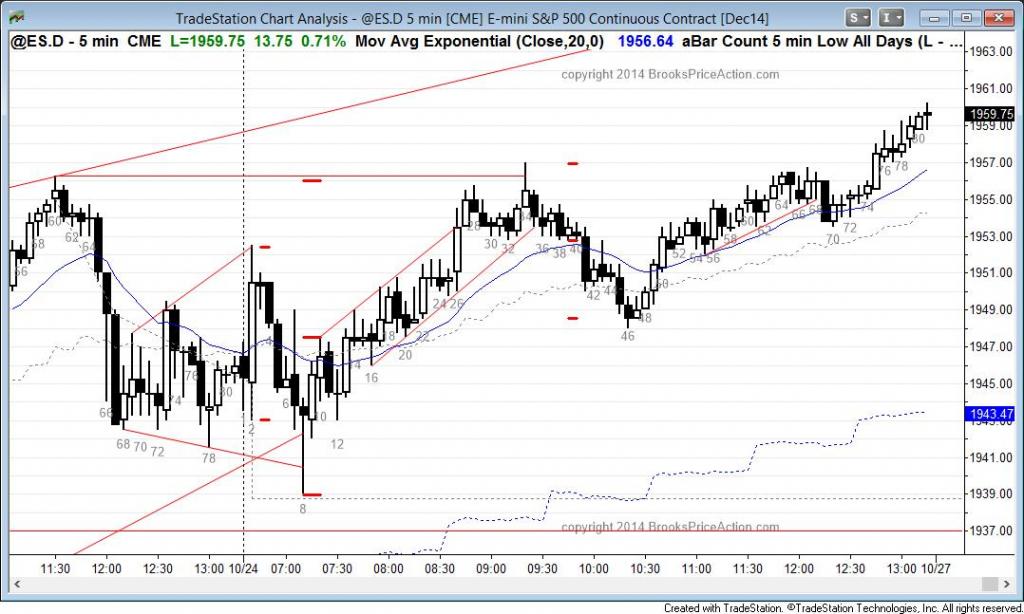 TradeStation Chart Analysis - @ES.D 5 min [CME] E-mini S&P 500 Continuous Contract [Dec14]
S I
@ES.D - 5 min CME L=1959.75 13.75 0.71% Mov Avg Exponential (Close,20,0) 1956.64 aBar Count 5 min Low All Days (L - ...
1963.00
copyright 2014 BrooksPriceAction.com
1961.00
1959.75
1959.00
80
1957.00
76 78
1955.00
60 28 34 64 66 68 74
58 62 64 30 32 36 38 40 50 58 62 70 72
1953.00
52 54 56
66
1951.00
50
42 44
24 26
1949.00
48
4 18 22 46
1947.00
20
14
76 16
1945.00
80 6
74
1943.47
1943.00
66 10
2
68 70 72 12
78
1941.00
1939.00
8
copyright 2014 BrooksPriceAction.com
1937.00
11:30 12:00 12:30 13:00 10/24 07:00 07:30 08:00 08:30 09:00 09:30 10:00 10:30 11:00 11:30 12:00 12:30 13:00 10/27
Created with TradeStation. ©TradeStation Technologies, Inc. All rights reserved.